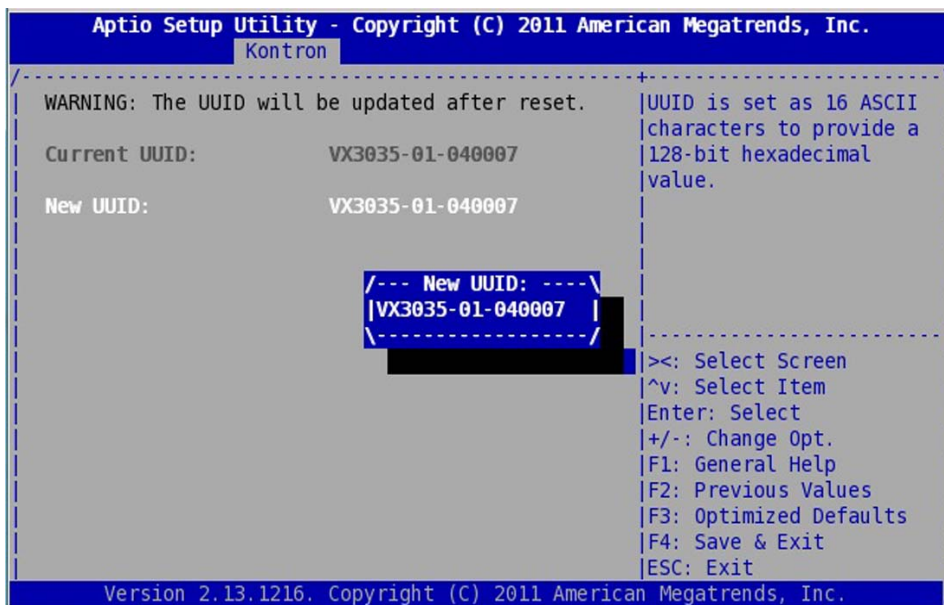 Aptio Setup Utility - Copyright (C) 2011 American Megatrends, Inc.
Kontron
WARNING: The UUID will be updated after reset.
Current UUID: VX3035-01-040007
New UUID: VX3035-01-040007
/--- New UUID: ----\
|VX3035-01-040007 |
\------------------/
UUID is set as 16 ASCII
characters to provide a
128-bit hexadecimal
value.
><: Select Screen
^v: Select Item
Enter: Select
+/-: Change Opt.
F1: General Help
F2: Previous Values
F3: Optimized Defaults
F4: Save & Exit
ESC: Exit
Version 2.13.1216. Copyright (C) 2011 American Megatrends, Inc.